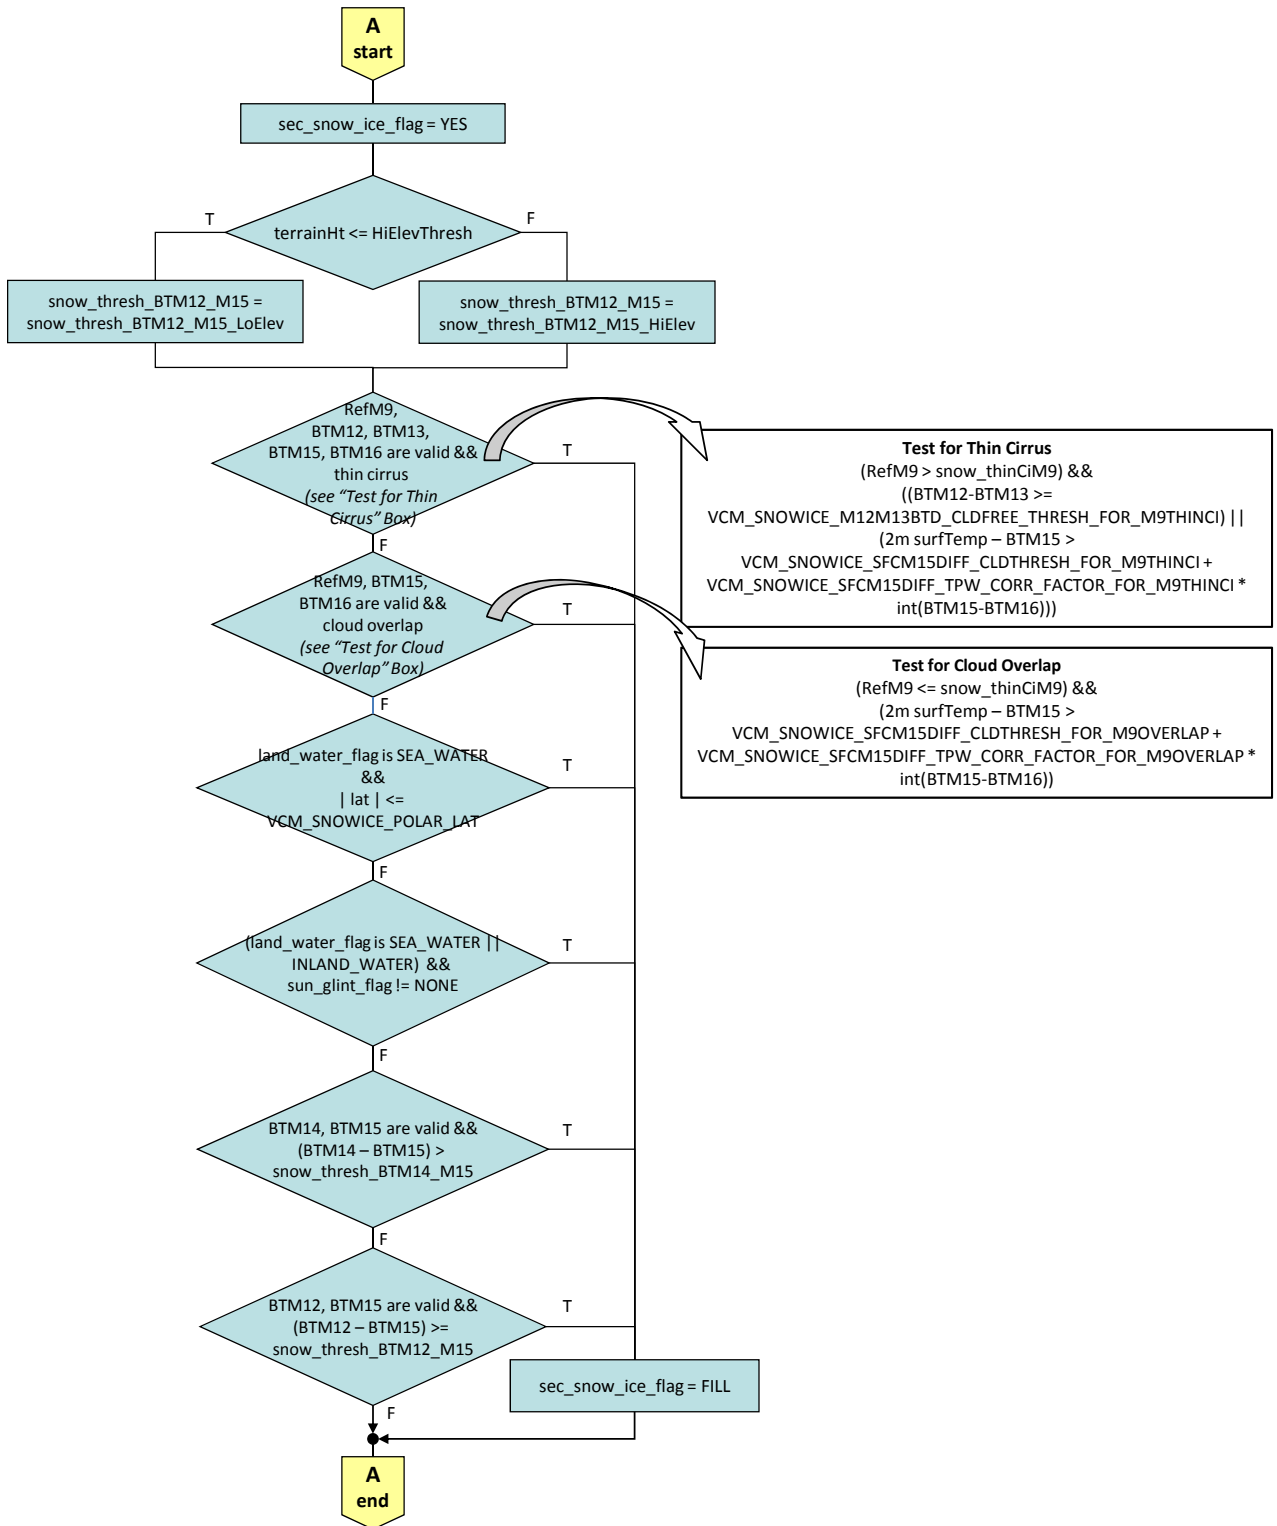 A
start
sec_snow_ice_flag = YES
T
F
terrainHt <= HiElevThresh
snow_thresh_BTM12_M15 =
snow_thresh_BTM12_M15_LoElev
snow_thresh_BTM12_M15 =
snow_thresh_BTM12_M15_HiElev
RefM9,
BTM12, BTM13,
BTM15, BTM16 are valid &&
thin cirrus
(see “Test for Thin
Cirrus” Box)
T
F
Test for Thin Cirrus
(RefM9 > snow_thinCiM9) &&
((BTM12-BTM13 >=
VCM_SNOWICE_M12M13BTD_CLDFREE_THRESH_FOR_M9THINCI) ||
(2m surfTemp – BTM15 >
VCM_SNOWICE_SFCM15DIFF_CLDTHRESH_FOR_M9THINCI +
VCM_SNOWICE_SFCM15DIFF_TPW_CORR_FACTOR_FOR_M9THINCI *
int(BTM15-BTM16)))
RefM9, BTM15,
BTM16 are valid &&
cloud overlap
(see “Test for Cloud
Overlap” Box)
T
F
Test for Cloud Overlap
(RefM9 <= snow_thinCiM9) &&
(2m surfTemp – BTM15 >
VCM_SNOWICE_SFCM15DIFF_CLDTHRESH_FOR_M9OVERLAP +
VCM_SNOWICE_SFCM15DIFF_TPW_CORR_FACTOR_FOR_M9OVERLAP *
int(BTM15-BTM16))
land_water_flag is SEA_WATER
&&
| lat | <=
VCM_SNOWICE_POLAR_LAT
T
F
(land_water_flag is SEA_WATER ||
INLAND_WATER) &&
sun_glint_flag != NONE
T
F
BTM14, BTM15 are valid &&
(BTM14 – BTM15) >
snow_thresh_BTM14_M15
T
F
BTM12, BTM15 are valid &&
(BTM12 – BTM15) >=
snow_thresh_BTM12_M15
T
sec_snow_ice_flag = FILL
F
A
end